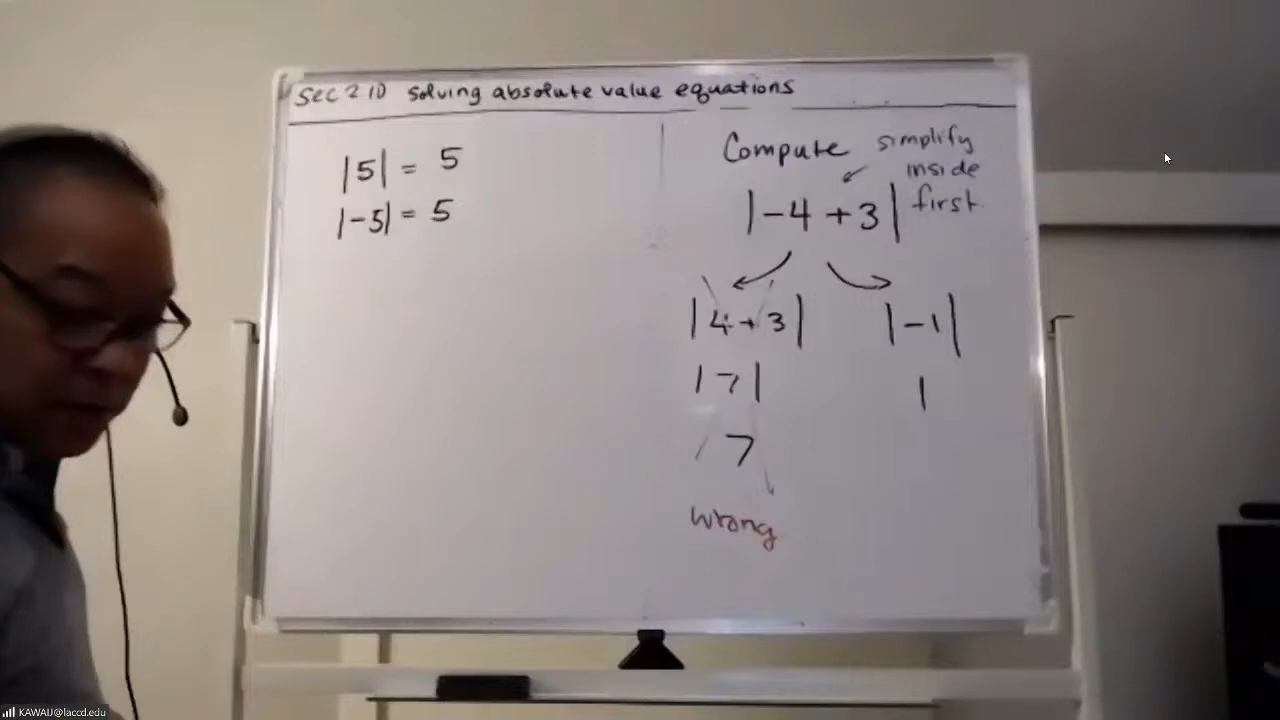 Sec 2 10 solving absolute value equations
|5| = 5
|-5| = 5
Compute
simplify
inside
first
|-4 + 3|
|4 + 3|
|7|
7
wrong
|-1|
1
KAWAIJ@laccd.edu